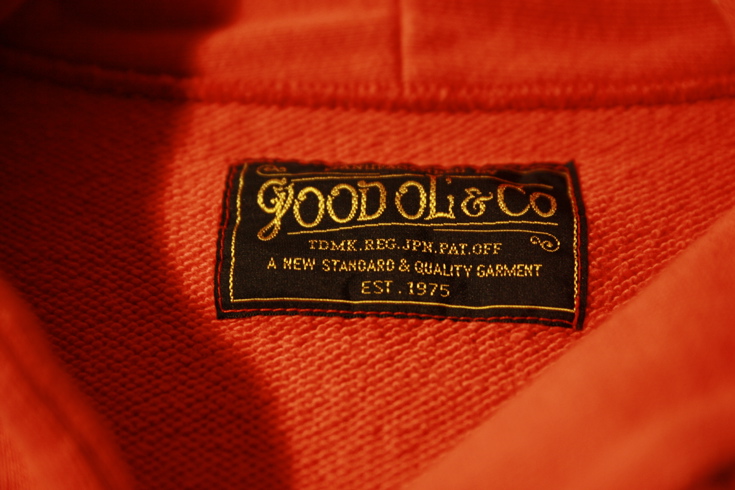 GOOD OL' & Co
TDMK.REG.JPN.PAT.OFF
A NEW STANDARD & QUALITY GARMENT
EST.1975